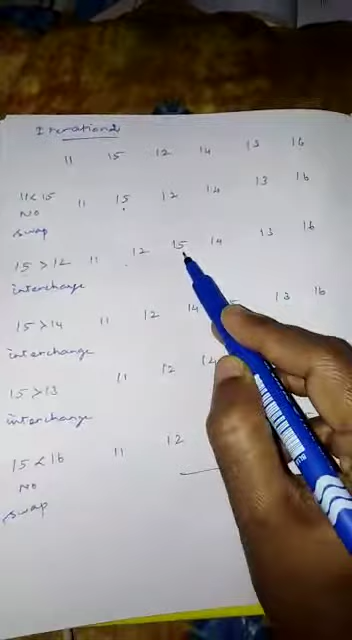 Iteration 2
11 15 12 14 13 16
11 < 15 11 15 12 14 13 16
No
swap
15 > 12 11 12 15 14 13 16
interchange
15 > 14 11 12 14 13 16
interchange
15 > 13 11 12 14
interchange
15 < 16 11 12
No
swap